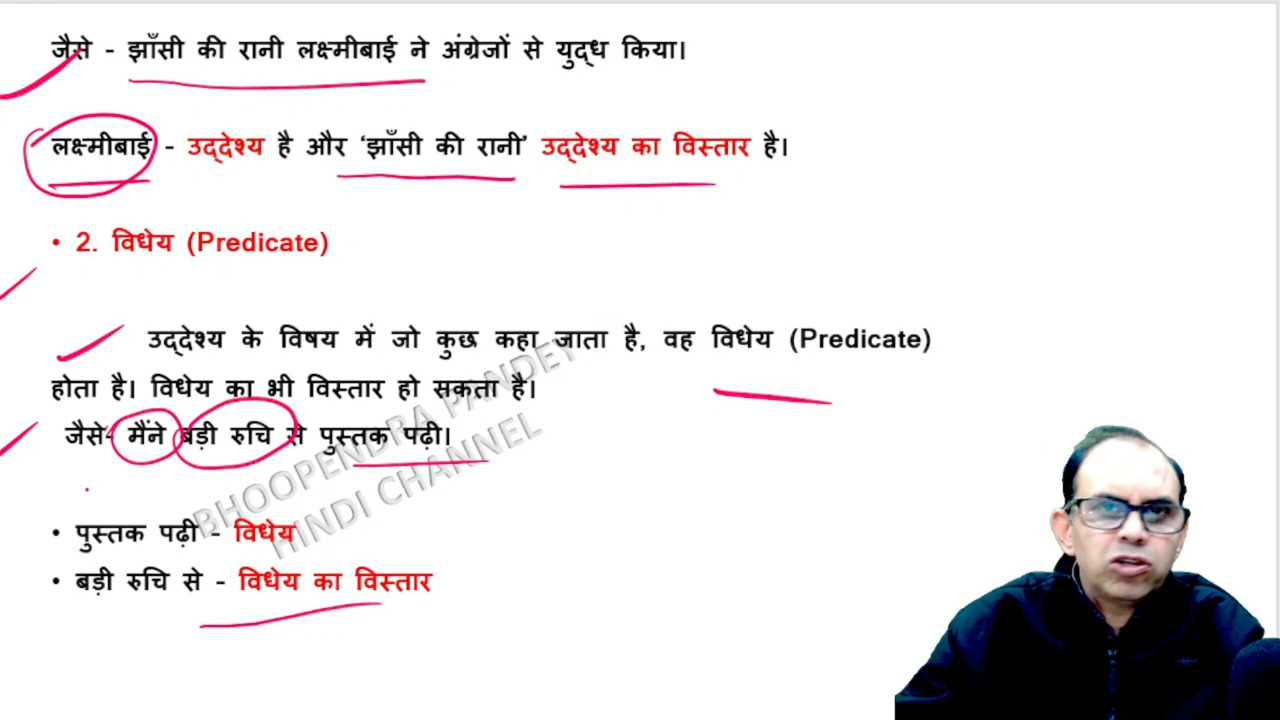 जैसे - झाँसी की रानी लक्ष्मीबाई ने अंग्रेजों से युद्ध किया।
लक्ष्मीबाई - उद्देश्य है और ‘झाँसी की रानी’ उद्देश्य का विस्तार है।
• 2. विधेय (Predicate)
उद्देश्य के विषय में जो कुछ कहा जाता है, वह विधेय (Predicate)
होता है। विधेय का भी विस्तार हो सकता है।
जैसे- मैंने बड़ी रुचि से पुस्तक पढ़ी।
• पुस्तक पढ़ी - विधेय
• बड़ी रुचि से - विधेय का विस्तार
BHOOPENDRA PANDEY
HINDI CHANNEL